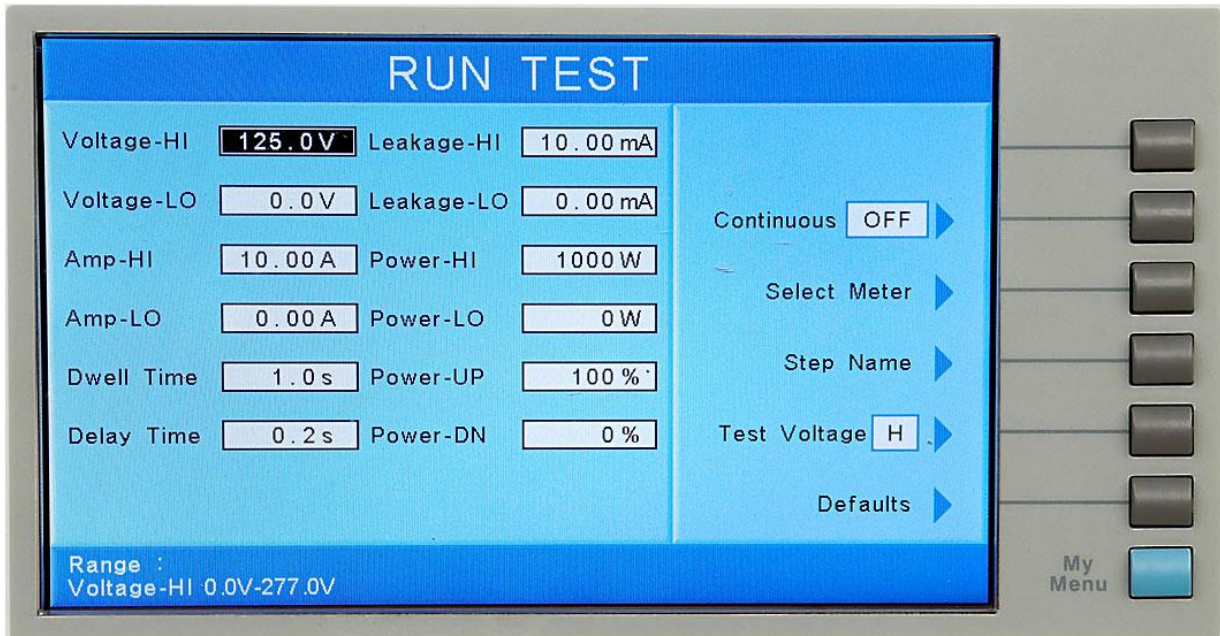 RUN TEST
Voltage-HI 125.0V Leakage-HI 10.00mA
Voltage-LO 0.0V Leakage-LO 0.00mA
Continuous OFF
Amp-HI 10.00A Power-HI 1000W
Select Meter
Amp-LO 0.00A Power-LO 0W
Step Name
Dwell Time 1.0s Power-UP 100%
Delay Time 0.2s Power-DN 0%
Test Voltage H
Defaults
Range :
Voltage-HI 0.0V-277.0V
My
Menu